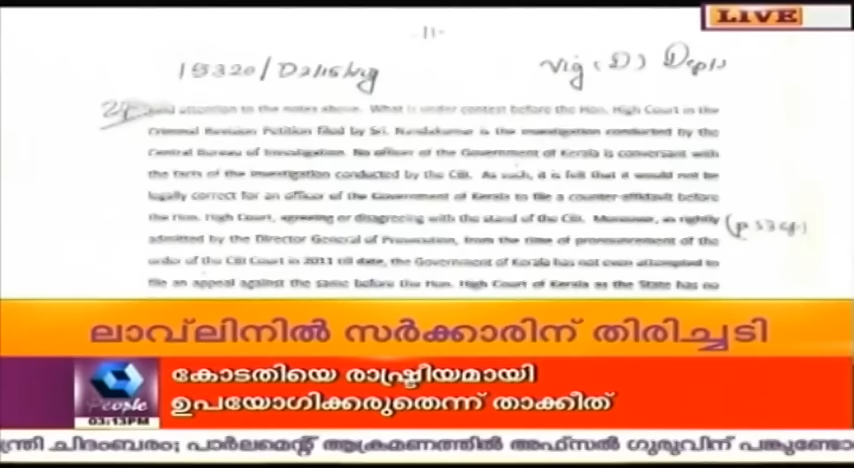 LIVE
-11-
24
and attention to the notes above. What is under contest before the Hon. High Court in the
Criminal Revision Petition filed by Sri. Nandakumar is the investigation conducted by the
Central Bureau of Investigation. No officer of the Government of Kerala is conversant with
the facts of the investigation conducted by the CBI. As such, it is felt that it would not be
legally correct for an officer of the Government of Kerala to file a counter-affidavit before
the Hon. High Court, agreeing or disagreeing with the stand of the CBI. Moreover, as rightly
admitted by the Director General of Prosecution, from the time of pronouncement of the
order of the CBI Court in 2011 till date, the Government of Kerala has not even attempted to
file an appeal against the same before the Hon. High Court of Kerala as the State has no
ലാവ്‌ലിനിൽ സർക്കാരിന് തിരിച്ചടി
കോടതിയെ രാഷ്ട്രീയമായി
ഉപയോഗിക്കരുതെന്ന് താക്കീത്
People
03:13PM
ചിദംബരം; പാർലമെന്റ് ആക്രമണത്തിൽ അഫ്സൽ ഗുരുവിന്